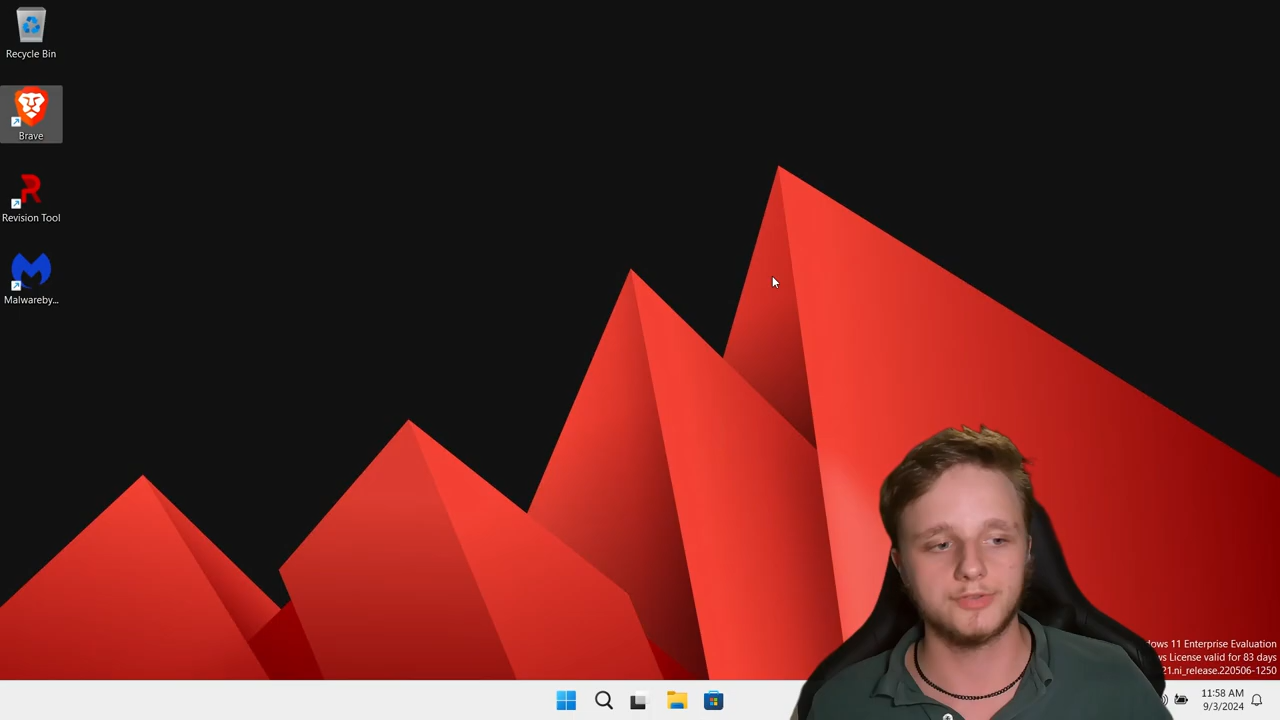 Recycle Bin
Brave
Revision Tool
Malwareby...
dows 11 Enterprise Evaluation
ws License valid for 83 days
21.ni_release.220506-1250
11:58 AM
9/3/2024